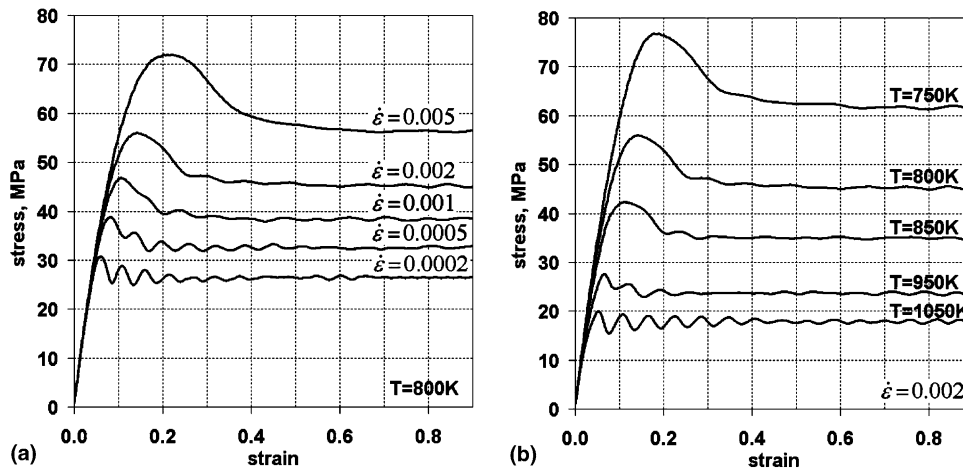 80
70
60
50
40
30
20
10
0
stress, MPa
ε̇=0.005
ε̇=0.002
ε̇=0.001
ε̇=0.0005
ε̇=0.0002
T=800K
0.0 0.2 0.4 0.6 0.8
strain
(a)
80
70
60
50
40
30
20
10
0
stress, MPa
T=750K
T=800K
T=850K
T=950K
T=1050K
ε̇=0.002
0.0 0.2 0.4 0.6 0.8
strain
(b)